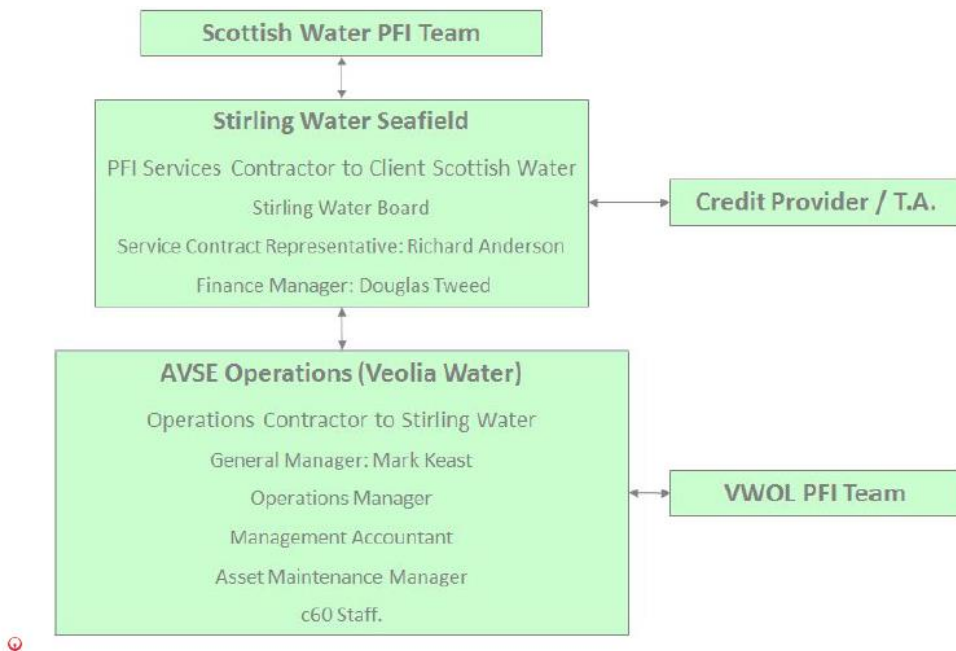 Scottish Water PFI Team
Stirling Water Seafield
PFI Services Contractor to Client Scottish Water
Stirling Water Board
Service Contract Representative: Richard Anderson
Finance Manager: Douglas Tweed
Credit Provider / T.A.
AVSE Operations (Veolia Water)
Operations Contractor to Stirling Water
General Manager: Mark Keast
Operations Manager
Management Accountant
Asset Maintenance Manager
c60 Staff.
VWOL PFI Team